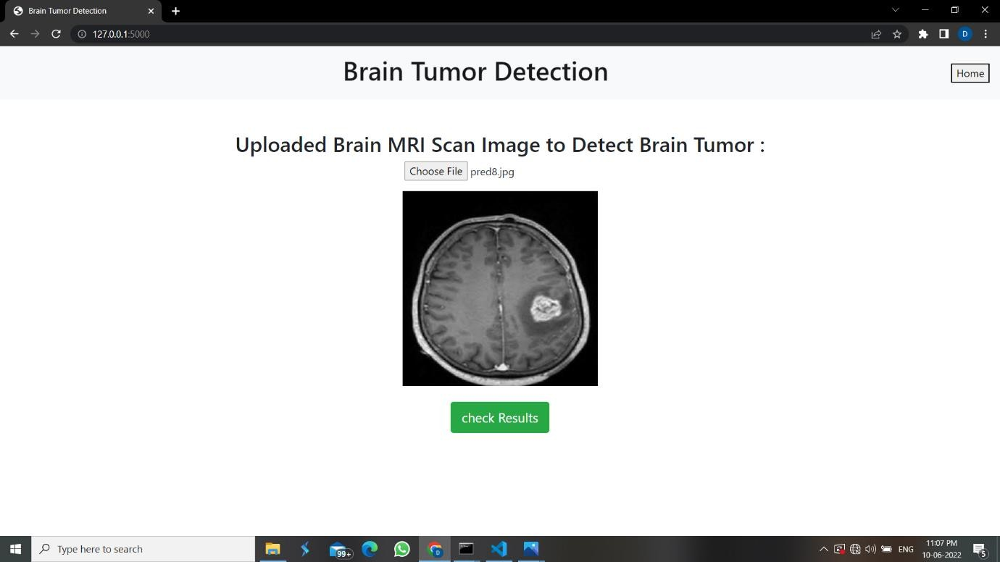 Brain Tumor Detection
127.0.0.1:5000
D
Brain Tumor Detection
Home
Uploaded Brain MRI Scan Image to Detect Brain Tumor :
Choose File pred8.jpg
check Results
Type here to search
99+
D
ENG
11:07 PM
10-06-2022
5